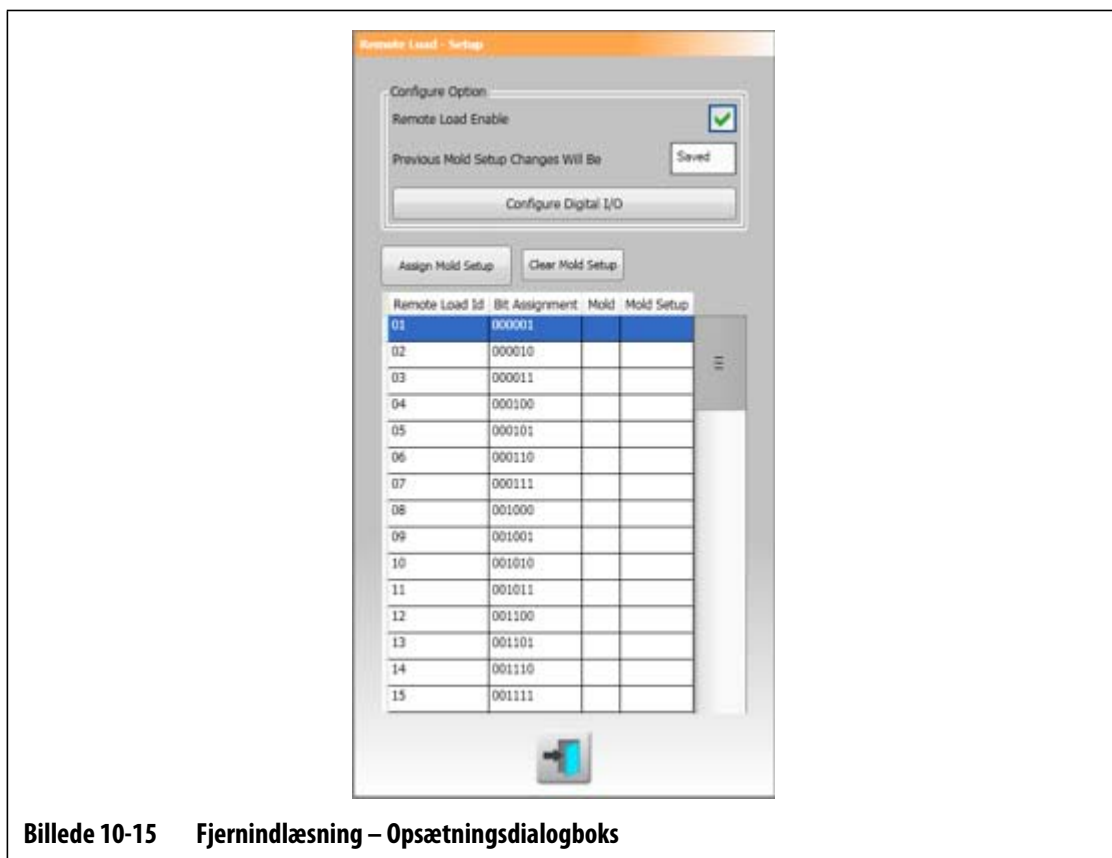 Remote Load - Setup
Configure Option
Remote Load Enable
Previous Mold Setup Changes Will Be Saved
Configure Digital I/O
Assign Mold Setup Clear Mold Setup
Remote Load Id Bit Assignment Mold Mold Setup
01 000001
02 000010
03 000011
04 000100
05 000101
06 000110
07 000111
08 001000
09 001001
10 001010
11 001011
12 001100
13 001101
14 001110
15 001111
Billede 10-15 Fjernindlæsning – Opsætningsdialogboks